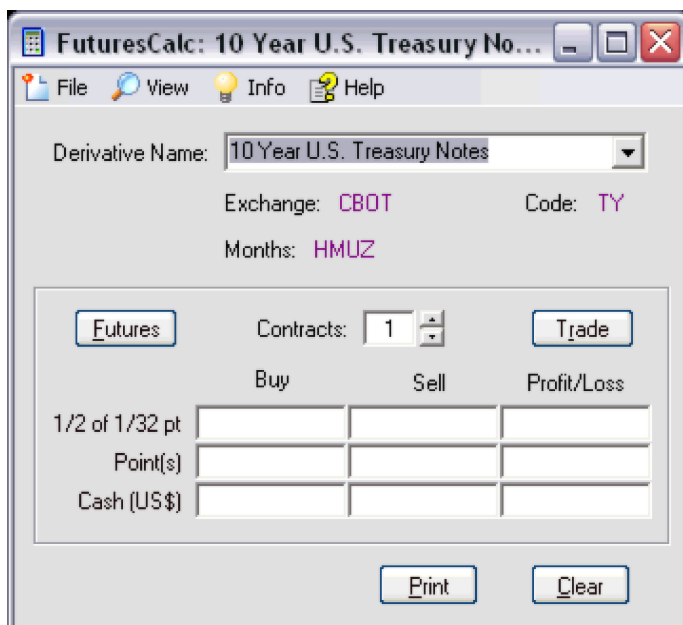 FuturesCalc: 10 Year U.S. Treasury No...
File View Info Help
Derivative Name: 10 Year U.S. Treasury Notes
Exchange: CBOT Code: TY
Months: HMUZ
Futures Contracts: 1 Trade
Buy Sell Profit/Loss
1/2 of 1/32 pt
Point(s)
Cash (US$)
Print Clear